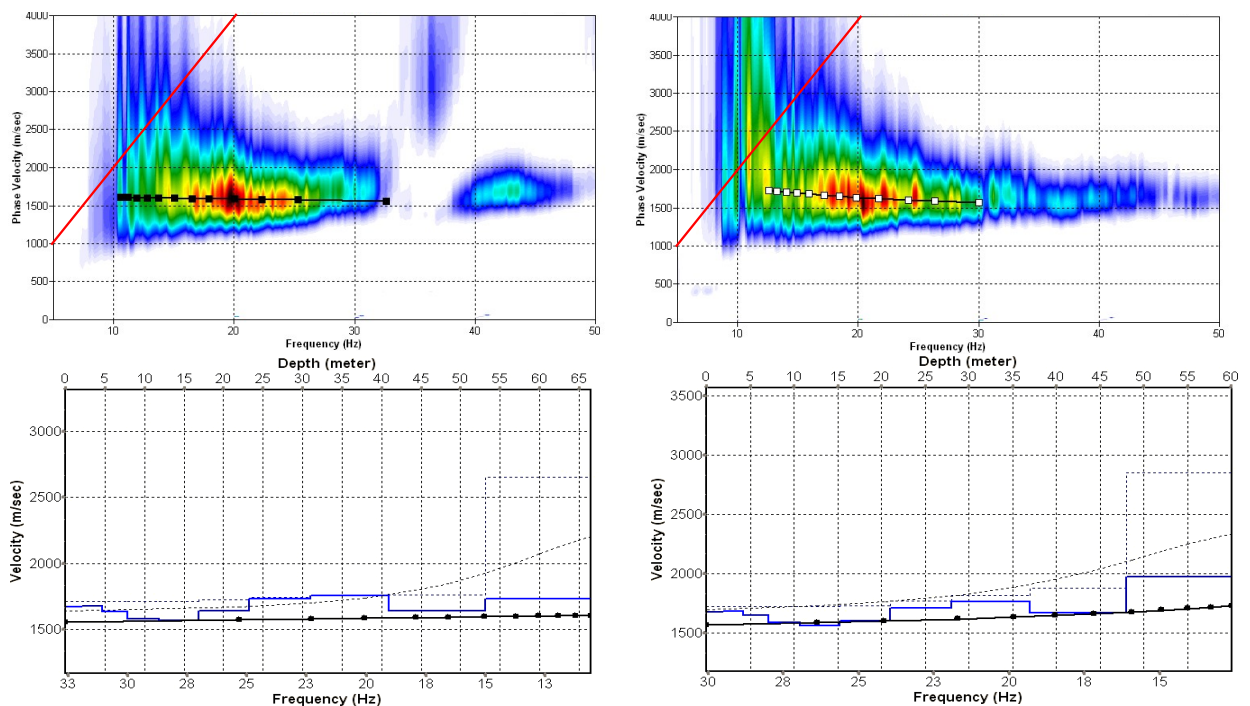 4000
3500
3000
2500
2000
1500
1000
500
0
Phase Velocity (m/sec)
10 20 30 40 50
Frequency (Hz)
4000
3500
3000
2500
2000
1500
1000
500
0
Phase Velocity (m/sec)
10 20 30 40 50
Frequency (Hz)
Depth (meter)
0 5 10 15 20 25 30 35 40 45 50 55 60 65
3000
2500
2000
1500
Velocity (m/sec)
33 30 28 25 23 20 18 15 13
Frequency (Hz)
Depth (meter)
0 5 10 15 20 25 30 35 40 45 50 55 60
3500
3000
2500
2000
1500
Velocity (m/sec)
30 28 25 23 20 18 15
Frequency (Hz)